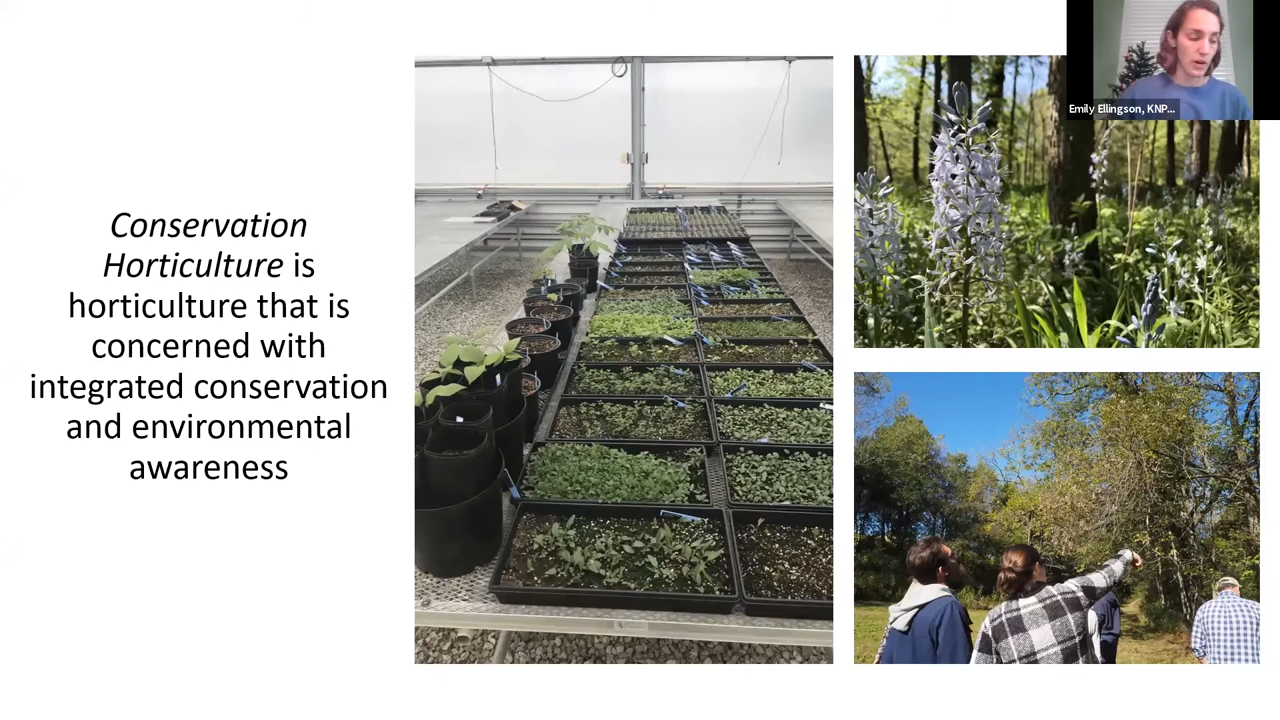 Conservation
Horticulture is
horticulture that is
concerned with
integrated conservation
and environmental
awareness
Emily Ellingson, KNP...